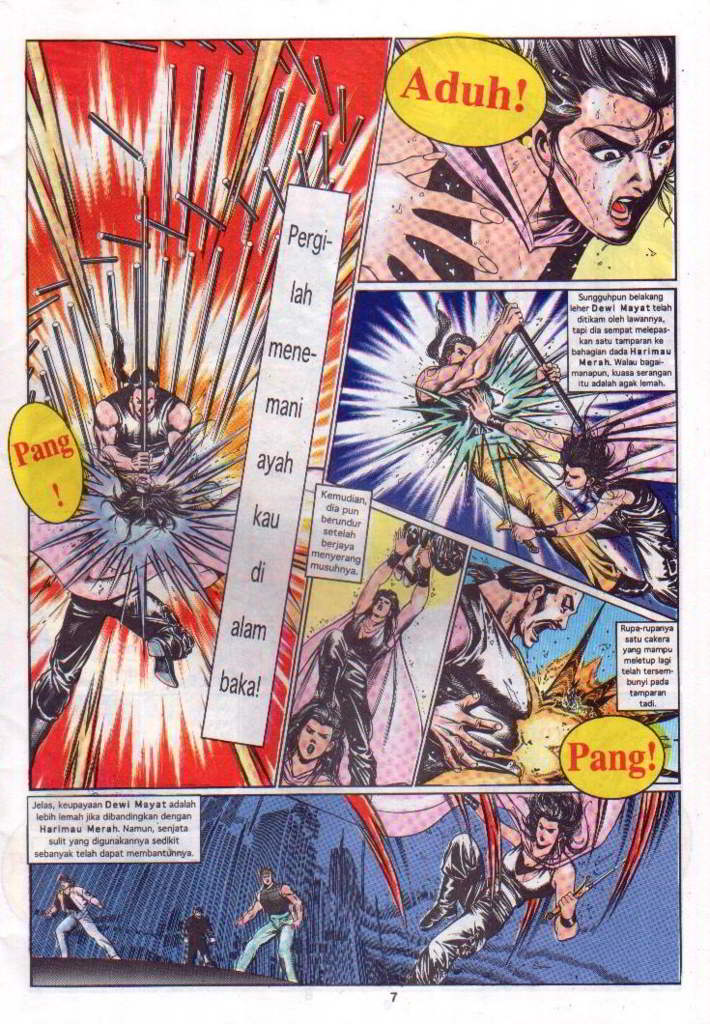 Pang
!
Pergi-
lah
mene-
mani
ayah
kau
di
alam
baka!
Aduh!
Sungguhpun belakang
leher Dewi Mayat telah
ditikam oleh lawannya,
tapi dia sempat melepas-
kan satu tamparan ke
bahagian dada Harimau
Merah. Walau bagai-
manapun, kuasa serangan
itu adalah agak lemah.
Kemudian,
dia pun
berundur
setelah
berjaya
menyerang
musuhnya.
Rupa-rupanya
satu cakera
yang mampu
meletup lagi
telah tersem-
bunyi pada
tamparan
tadi.
Pang!
Jelas, keupayaan Dewi Mayat adalah
lebih lemah jika dibandingkan dengan
Harimau Merah. Namun, senjata
sulit yang digunakannya sedikit
sebanyak telah dapat membantunya.
7